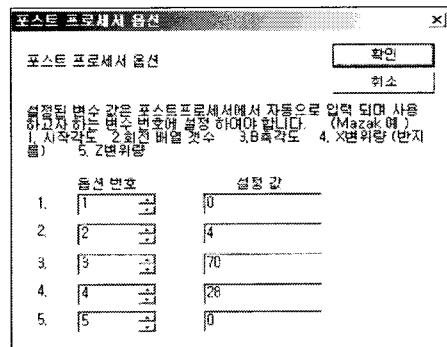 포스트 프로세서 옵션
포스트 프로세서 옵션
확인
취소
설정된 변수 값은 포스트프로세서에서 자동으로 입력 되며 사용
하고자 하는 변수 번호에 설정 하여야 합니다. (Mazak 예)
1. 시작각도 2.회전 배열 갯수 3.B축각도 4. X변위량 (반지
름) 5. Z변위량
옵션 번호 설정 값
1. 1 0
2. 2 4
3. 3 70
4. 4 28
5. 5 0